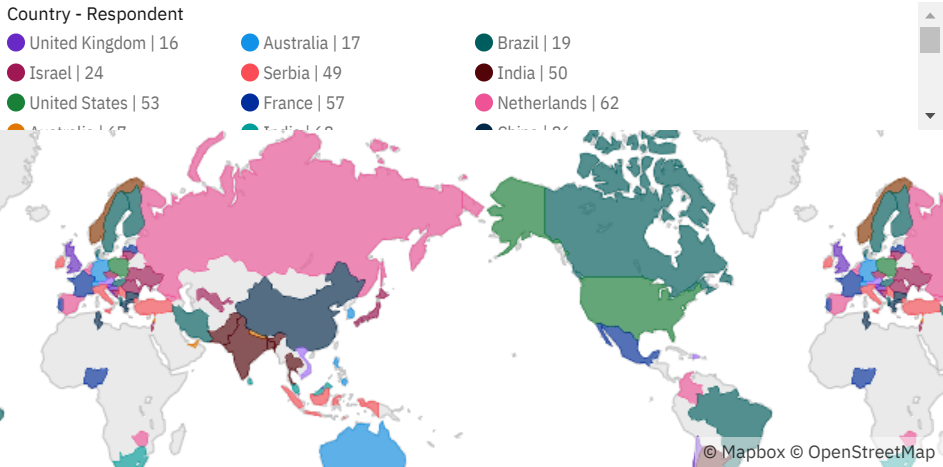 Country - Respondent
United Kingdom | 16 Australia | 17 Brazil | 19
Israel | 24 Serbia | 49 India | 50
United States | 53 France | 57 Netherlands | 62
© Mapbox © OpenStreetMap